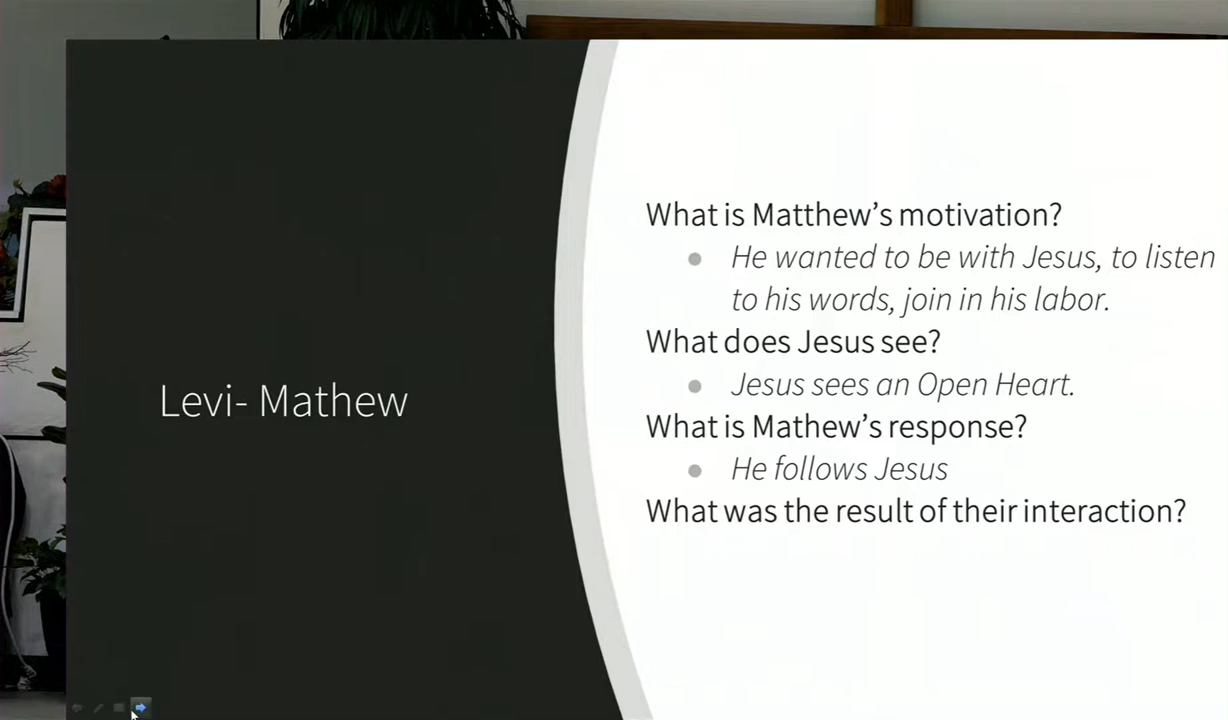 Levi- Mathew
What is Matthew’s motivation?
He wanted to be with Jesus, to listen
to his words, join in his labor.
What does Jesus see?
Jesus sees an Open Heart.
What is Mathew’s response?
He follows Jesus
What was the result of their interaction?